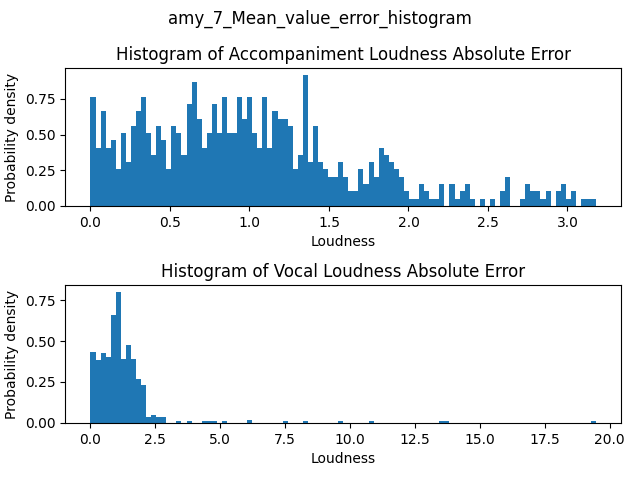 amy_7_Mean_value_error_histogram
Histogram of Accompaniment Loudness Absolute Error
Probability density
0.75
0.50
0.25
0.00
0.0 0.5 1.0 1.5 2.0 2.5 3.0
Loudness
Histogram of Vocal Loudness Absolute Error
Probability density
0.75
0.50
0.25
0.00
0.0 2.5 5.0 7.5 10.0 12.5 15.0 17.5 20.0
Loudness